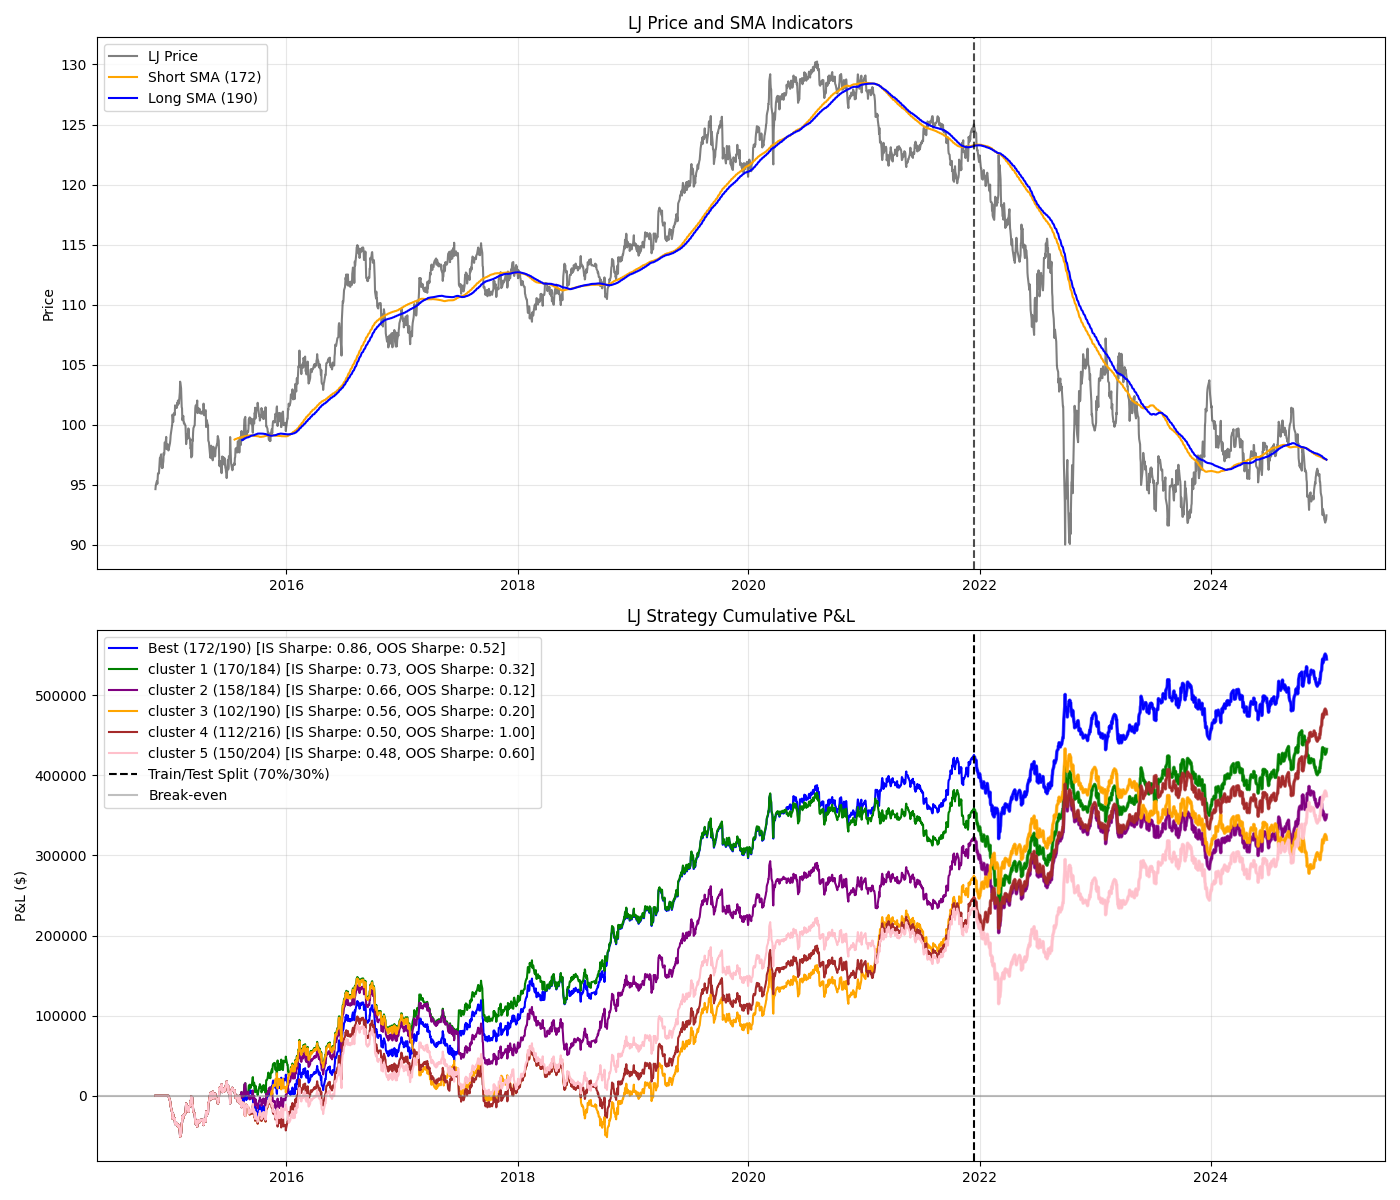 LJ Price and SMA Indicators
LJ Price
Short SMA (172)
Long SMA (190)
Price
130
125
120
115
110
105
100
95
90
2016
2018
2020
2022
2024
LJ Strategy Cumulative P&L
Best (172/190) [IS Sharpe: 0.86, OOS Sharpe: 0.52]
cluster 1 (170/184) [IS Sharpe: 0.73, OOS Sharpe: 0.32]
cluster 2 (158/184) [IS Sharpe: 0.66, OOS Sharpe: 0.12]
cluster 3 (102/190) [IS Sharpe: 0.56, OOS Sharpe: 0.20]
cluster 4 (112/216) [IS Sharpe: 0.50, OOS Sharpe: 1.00]
cluster 5 (150/204) [IS Sharpe: 0.48, OOS Sharpe: 0.60]
Train/Test Split (70%/30%)
Break-even
P&L ($)
500000
400000
300000
200000
100000
0
2016
2018
2020
2022
2024